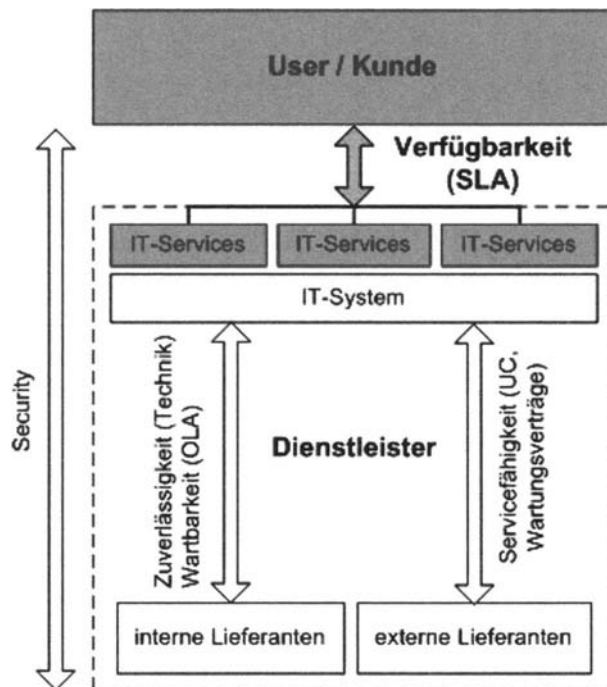 User / Kunde
Verfügbarkeit
(SLA)
IT-Services
IT-Services
IT-Services
IT-System
Security
Zuverlässigkeit (Technik)
Wartbarkeit (OLA)
Dienstleister
Servicefähigkeit (UC,
Wartungsverträge)
interne Lieferanten
externe Lieferanten